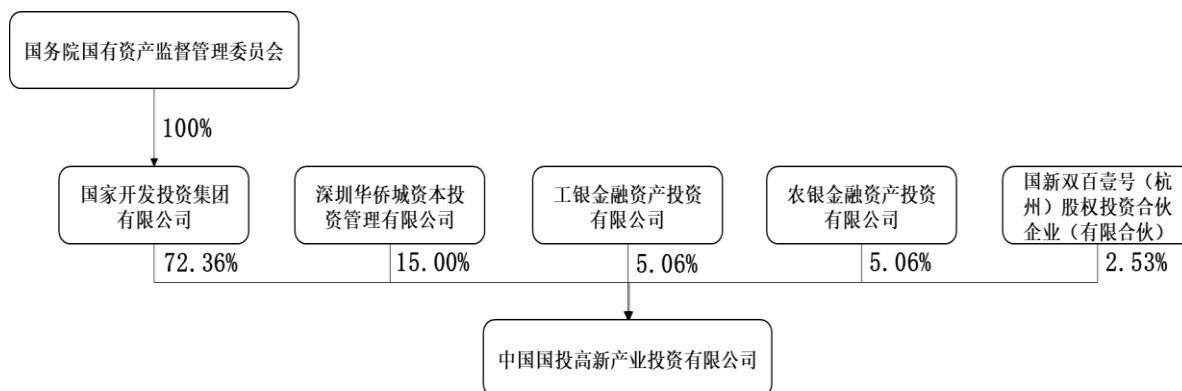 国务院国有资产监督管理委员会
100%
国家开发投资集团
有限公司
深圳华侨城资本投
资管理有限公司
工银金融资产投资
有限公司
农银金融资产投资
有限公司
国新双百壹号（杭
州）股权投资合伙
企业（有限合伙）
72.36%
15.00%
5.06%
5.06%
2.53%
中国国投高新产业投资有限公司